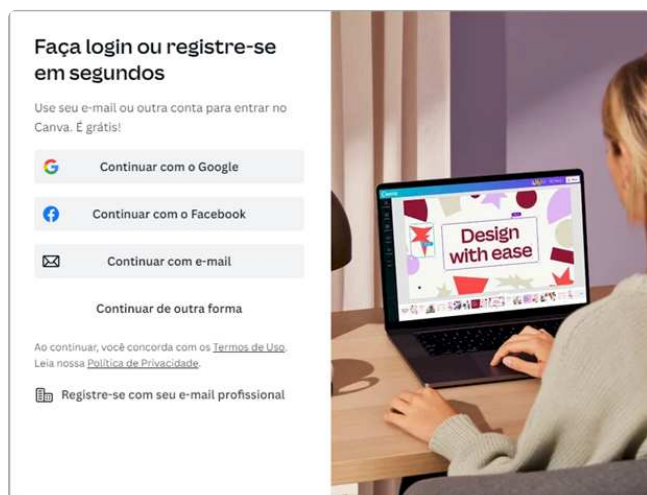 Faça login ou registre-se
em segundos
Use seu e-mail ou outra conta para entrar no
Canva. É grátis!
Continuar com o Google
Continuar com o Facebook
Continuar com e-mail
Continuar de outra forma
Ao continuar, você concorda com os Termos de Uso.
Leia nossa Política de Privacidade.
Registre-se com seu e-mail profissional
Canva
Design
with ease